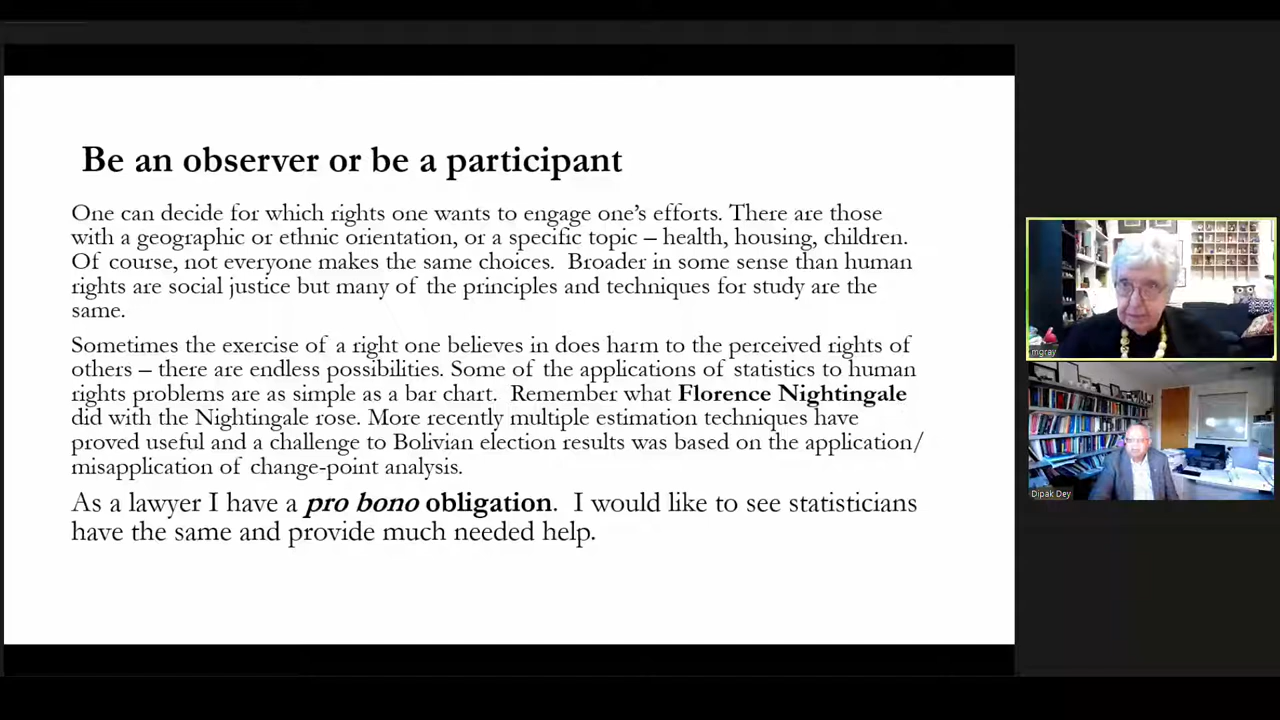 Be an observer or be a participant
One can decide for which rights one wants to engage one’s efforts. There are those
with a geographic or ethnic orientation, or a specific topic – health, housing, children.
Of course, not everyone makes the same choices.  Broader in some sense than human
rights are social justice but many of the principles and techniques for study are the
same.
Sometimes the exercise of a right one believes in does harm to the perceived rights of
others – there are endless possibilities. Some of the applications of statistics to human
rights problems are as simple as a bar chart.  Remember what Florence Nightingale
did with the Nightingale rose. More recently multiple estimation techniques have
proved useful and a challenge to Bolivian election results was based on the application/
misapplication of change-point analysis.
As a lawyer I have a pro bono obligation.  I would like to see statisticians
have the same and provide much needed help.
mgray
Dipak Dey